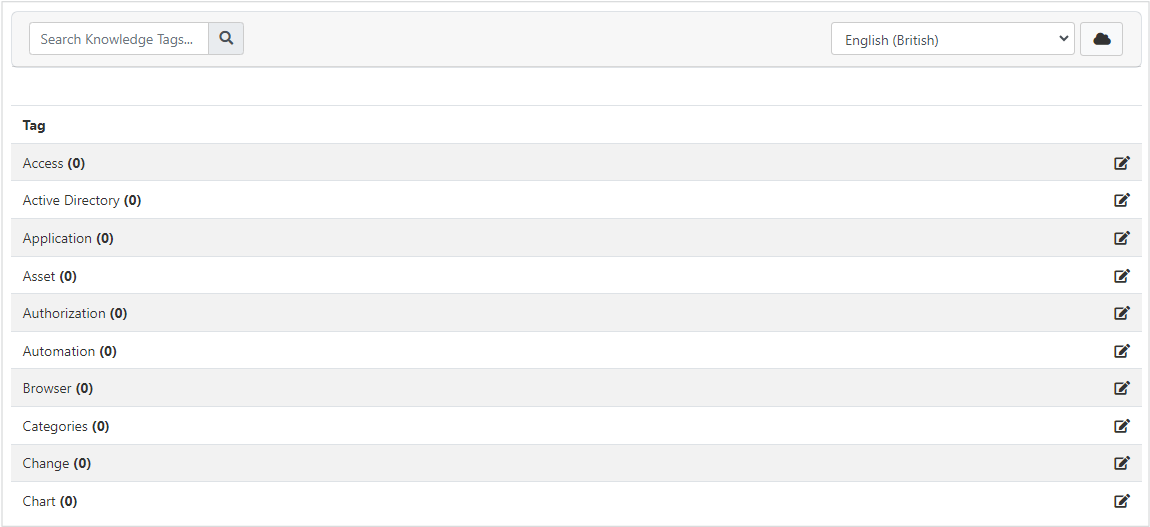 Search Knowledge Tags...
English (British)
Tag
Access (0)
Active Directory (0)
Application (0)
Asset (0)
Authorization (0)
Automation (0)
Browser (0)
Categories (0)
Change (0)
Chart (0)